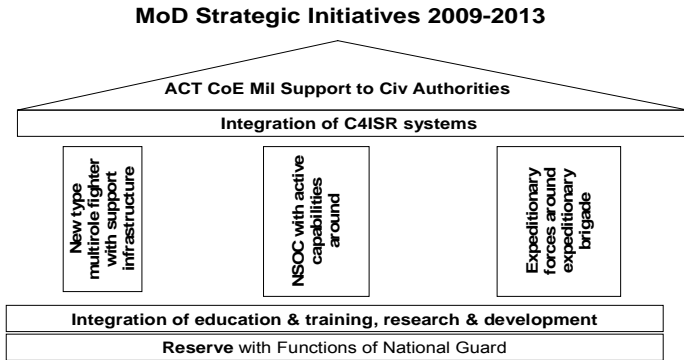 MoD Strategic Initiatives 2009-2013
ACT CoE Mil Support to Civ Authorities
Integration of C4ISR systems
New type
multirole fighter
with support
infrastructure
NSOC with active
capabilities
around
Expeditionary
forces around
expeditionary
brigade
Integration of education & training, research & development
Reserve with Functions of National Guard